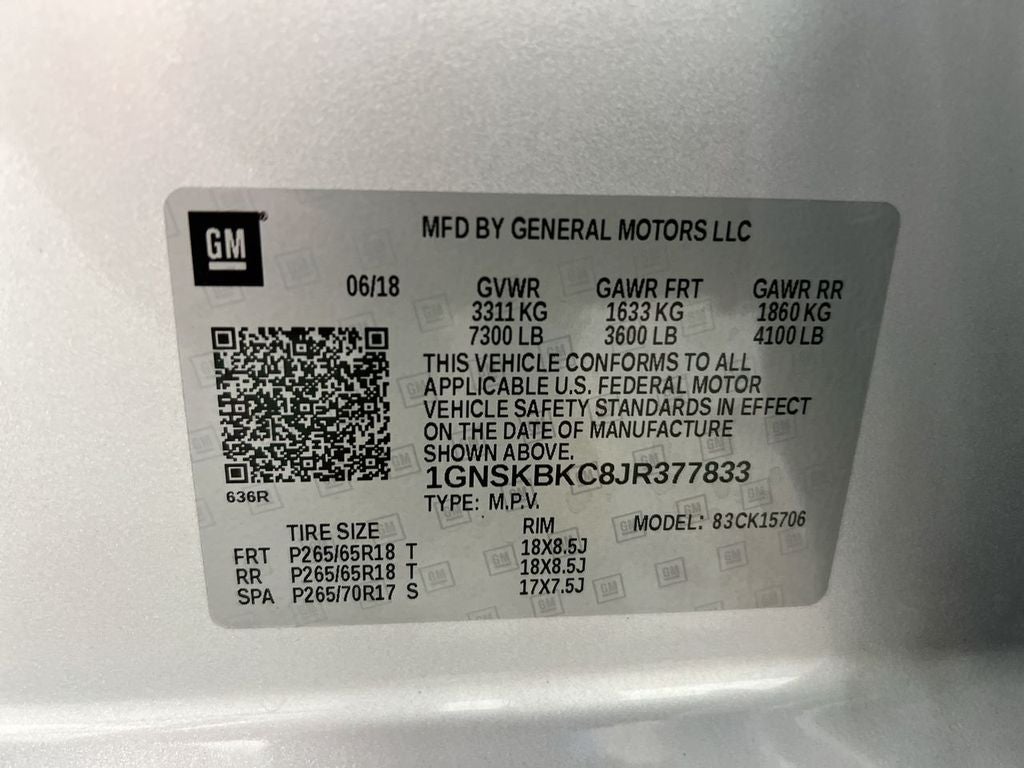 GM
MFD BY GENERAL MOTORS LLC
06/18 GVWR GAWR FRT GAWR RR
3311 KG 1633 KG 1860 KG
7300 LB 3600 LB 4100 LB
THIS VEHICLE CONFORMS TO ALL
APPLICABLE U.S. FEDERAL MOTOR
VEHICLE SAFETY STANDARDS IN EFFECT
ON THE DATE OF MANUFACTURE
SHOWN ABOVE.
1GNSKBKC8JR377833
636R
TYPE: M.P.V.
TIRE SIZE RIM MODEL: 83CK15706
FRT P265/65R18 T 18X8.5J
RR P265/65R18 T 18X8.5J
SPA P265/70R17 S 17X7.5J